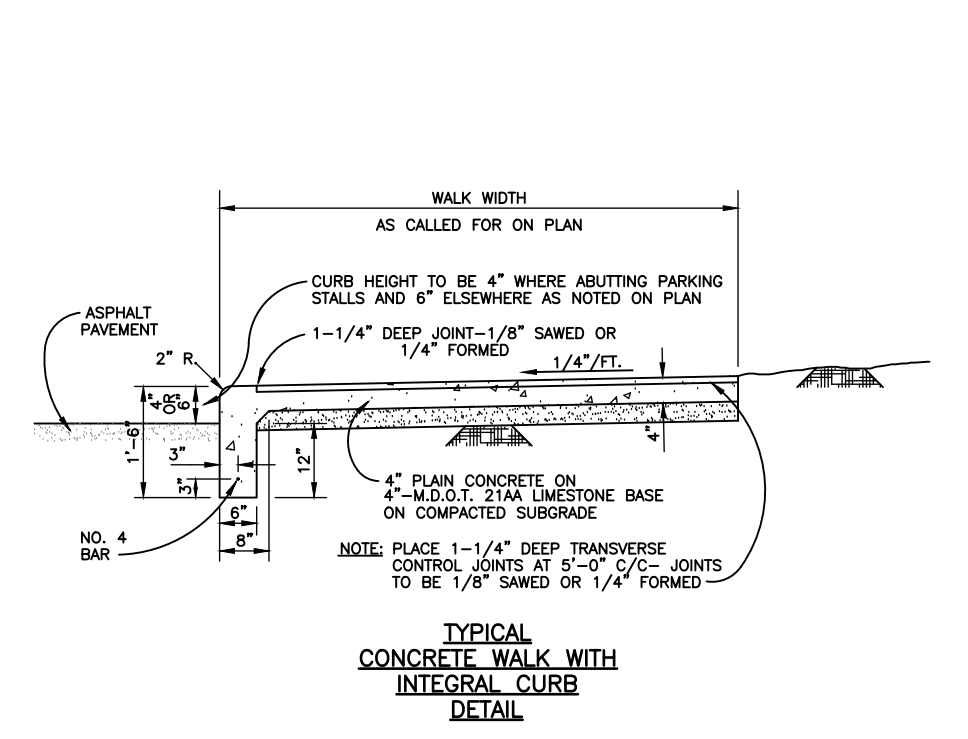 WALK WIDTH
AS CALLED FOR ON PLAN
CURB HEIGHT TO BE 4" WHERE ABUTTING PARKING
STALLS AND 6" ELSEWHERE AS NOTED ON PLAN
ASPHALT
PAVEMENT
1-1/4" DEEP JOINT-1/8" SAWED OR
1/4" FORMED
2" R.
1/4"/FT.
4"
OR
6"
1'-6"
3"
3"
12"
4"
6"
8"
4" PLAIN CONCRETE ON
4"-M.D.O.T. 21AA LIMESTONE BASE
ON COMPACTED SUBGRADE
NO. 4
BAR
NOTE: PLACE 1-1/4" DEEP TRANSVERSE
CONTROL JOINTS AT 5'-0" C/C- JOINTS
TO BE 1/8" SAWED OR 1/4" FORMED
TYPICAL
CONCRETE WALK WITH
INTEGRAL CURB
DETAIL